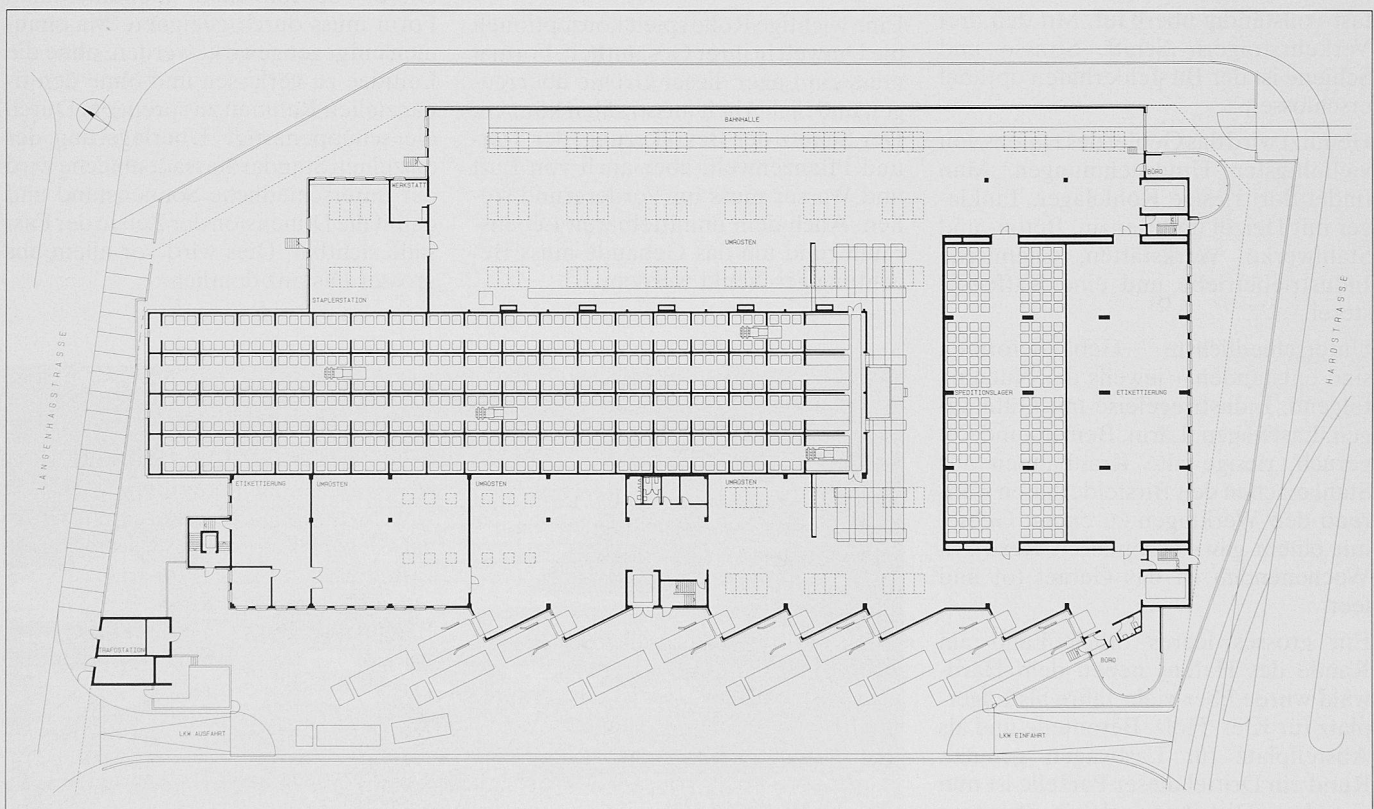 BAHNHALLE
WERKSTATT
BÜRO
UMRÜSTEN
STAPLERSTATION
LANGENHAGSTRASSE
HARDSTRASSE
SPEDITIONSLAGER
ETIKETTIERUNG
ETIKETTIERUNG
UMRÜSTEN
UMRÜSTEN
UMRÜSTEN
TRAFOSTATION
BÜRO
LKW AUSFAHRT
LKW EINFAHRT